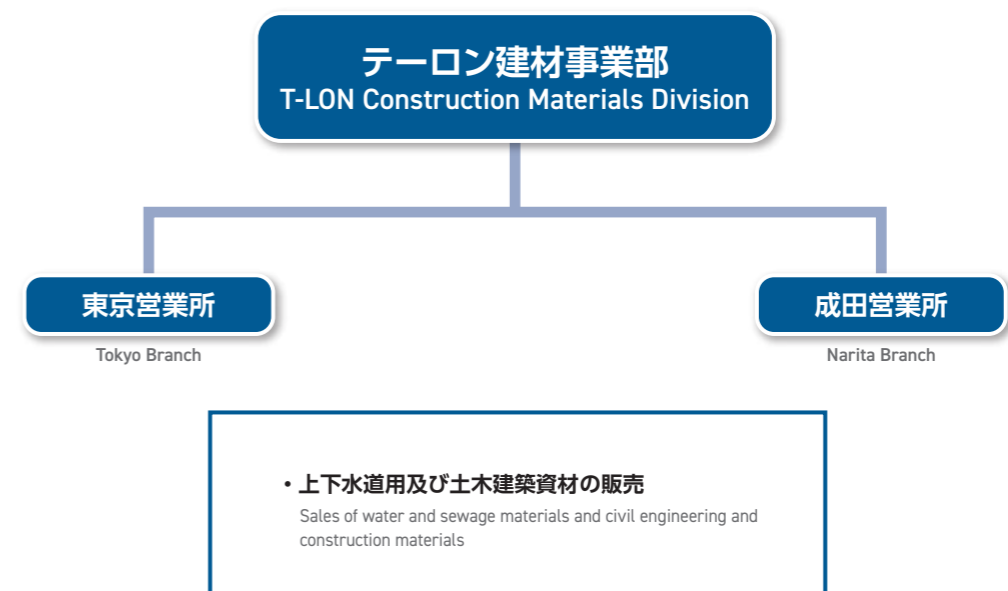 テーロン建材事業部
T-LON Construction Materials Division
東京営業所
Tokyo Branch
成田営業所
Narita Branch
・上下水道用及び土木建築資材の販売
Sales of water and sewage materials and civil engineering and
construction materials